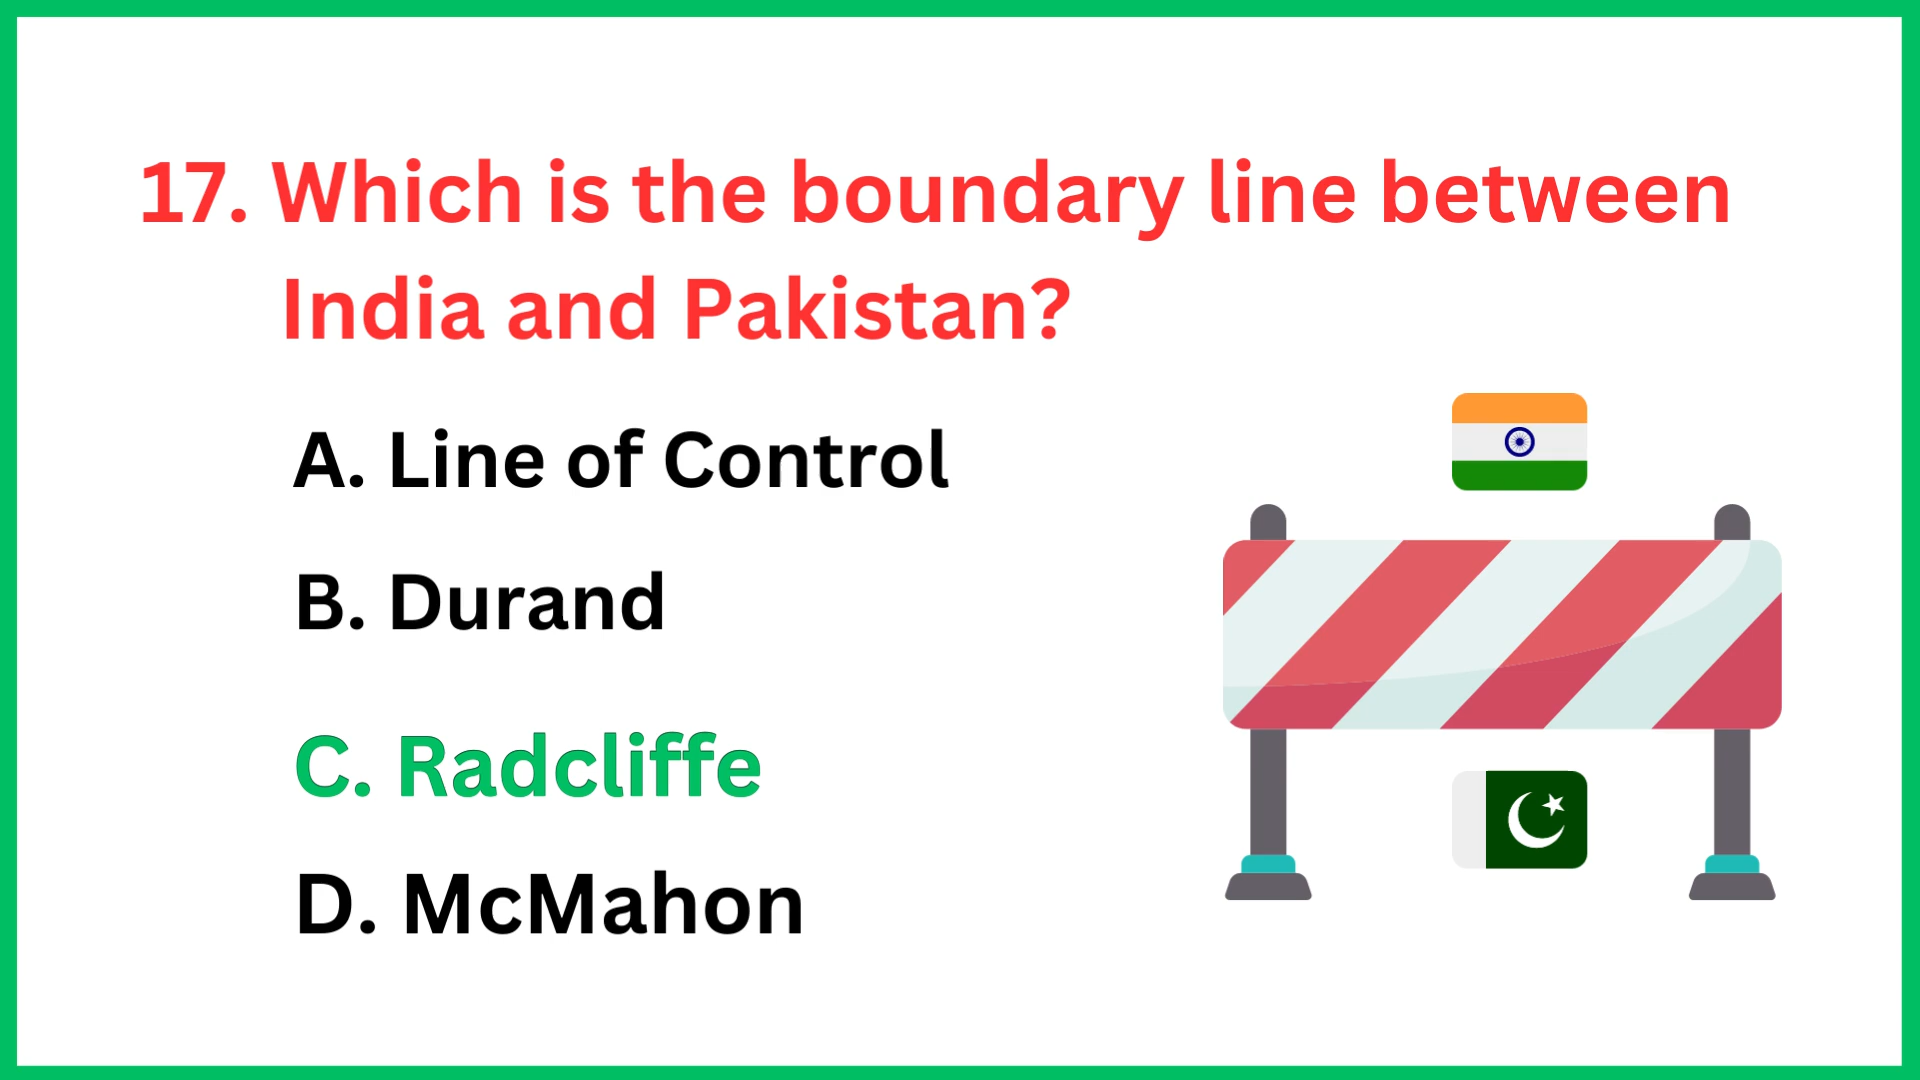 17. Which is the boundary line between
India and Pakistan?
A. Line of Control
B. Durand
C. Radcliffe
D. McMahon